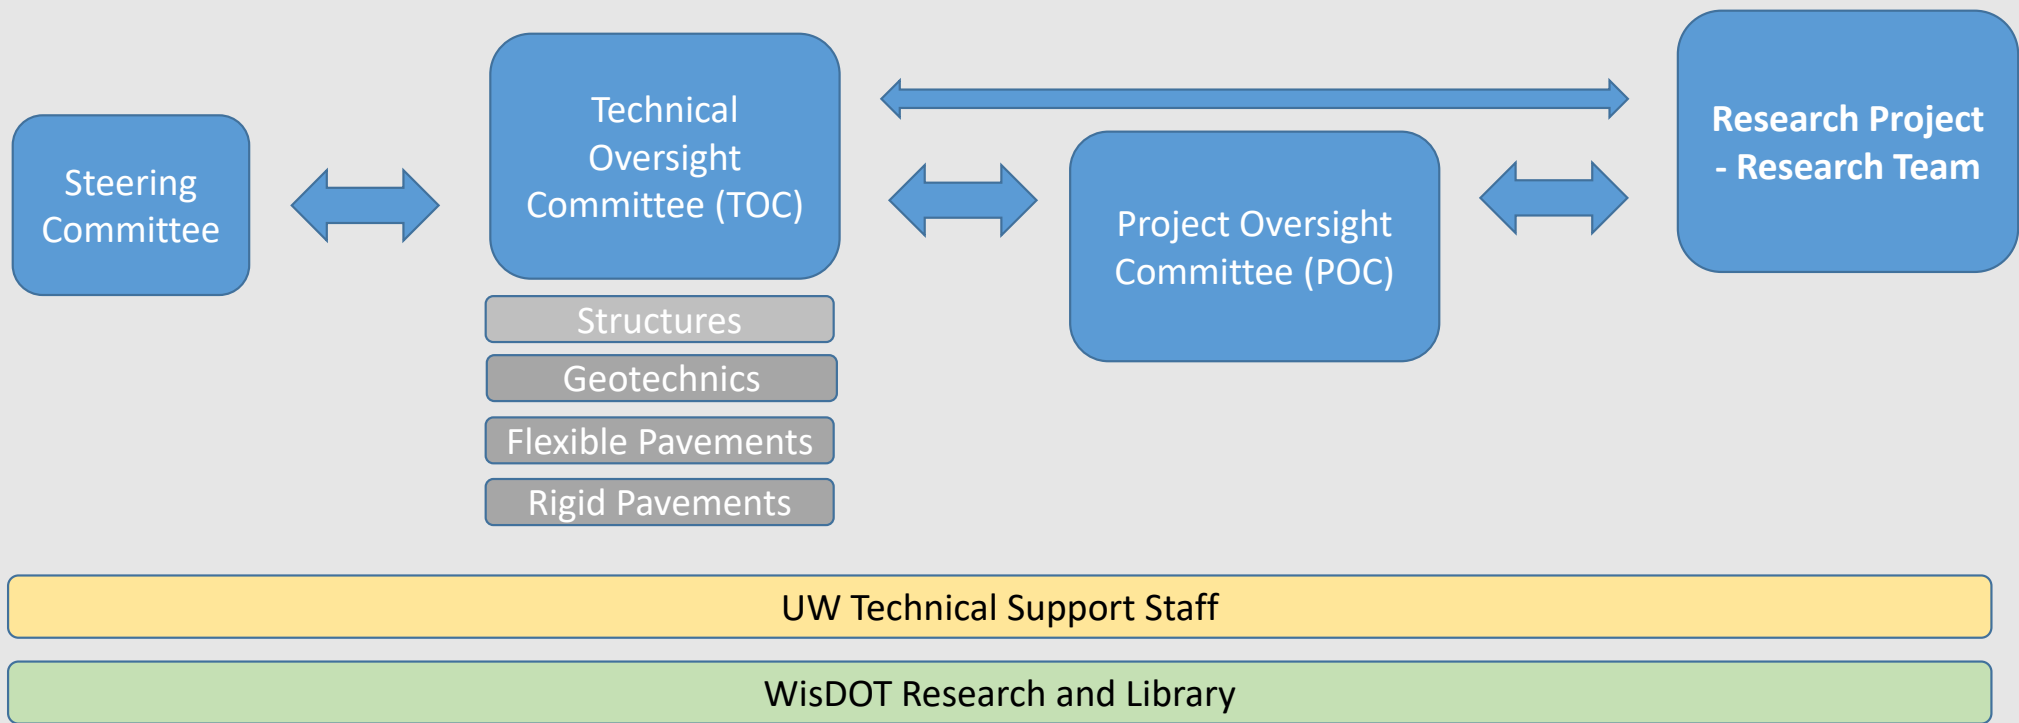 Steering
Committee
Technical
Oversight
Committee (TOC)
Structures
Geotechnics
Flexible Pavements
Rigid Pavements
Project Oversight
Committee (POC)
Research Project
- Research Team
UW Technical Support Staff
WisDOT Research and Library